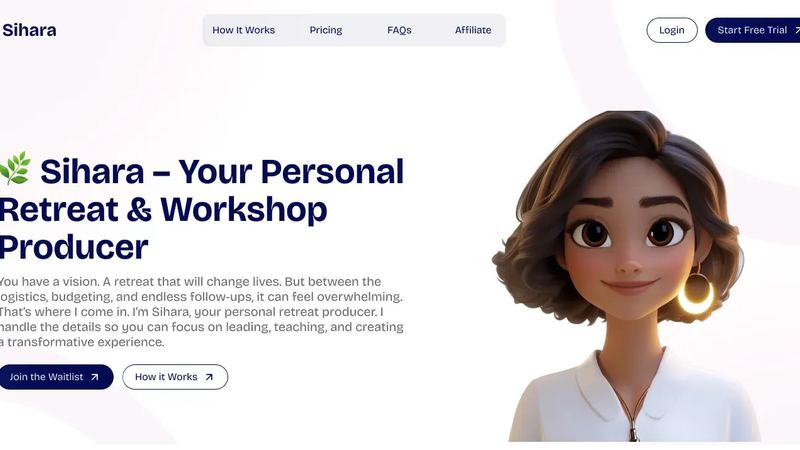 Sihara
How It Works
Pricing
FAQs
Affiliate
Login
Start Free Trial
🌿 Sihara – Your Personal
Retreat & Workshop
Producer
You have a vision. A retreat that will change lives. But between the
logistics, budgeting, and endless follow-ups, it can feel overwhelming.
That's where I come in. I'm Sihara, your personal retreat producer. I
handle the details so you can focus on leading, teaching, and creating
a transformative experience.
Join the Waitlist
How it Works